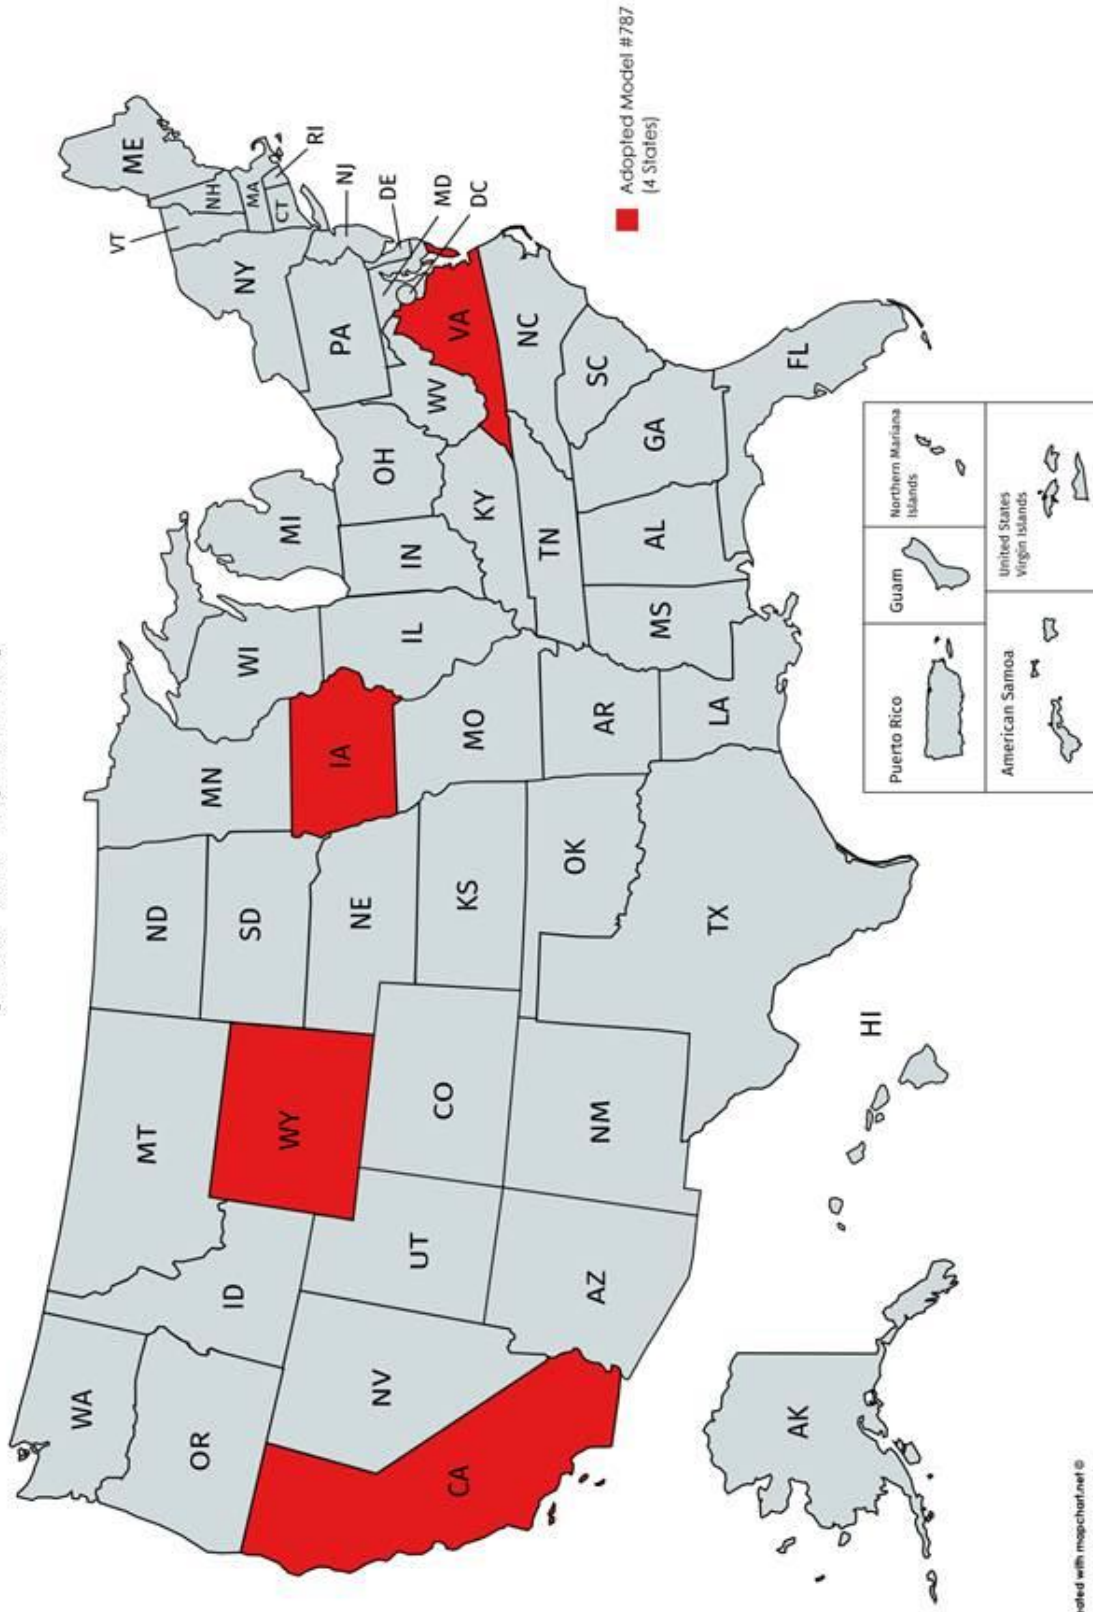 WA
MT
ND
MN
ME
VT
NH
OR
ID
SD
WI
MI
NY
MA
CT
RI
WY
IA
NE
PA
NJ
NV
UT
CO
KS
IL
IN
OH
WV
DE
MD
DC
CA
MO
KY
VA
AZ
NM
OK
AR
TN
NC
TX
LA
MS
AL
GA
SC
FL
AK
HI
Adopted Model #787
(4 States)
Puerto Rico
Guam
Northern Mariana
Islands
American Samoa
United States
Virgin Islands
with mapchart.net ©